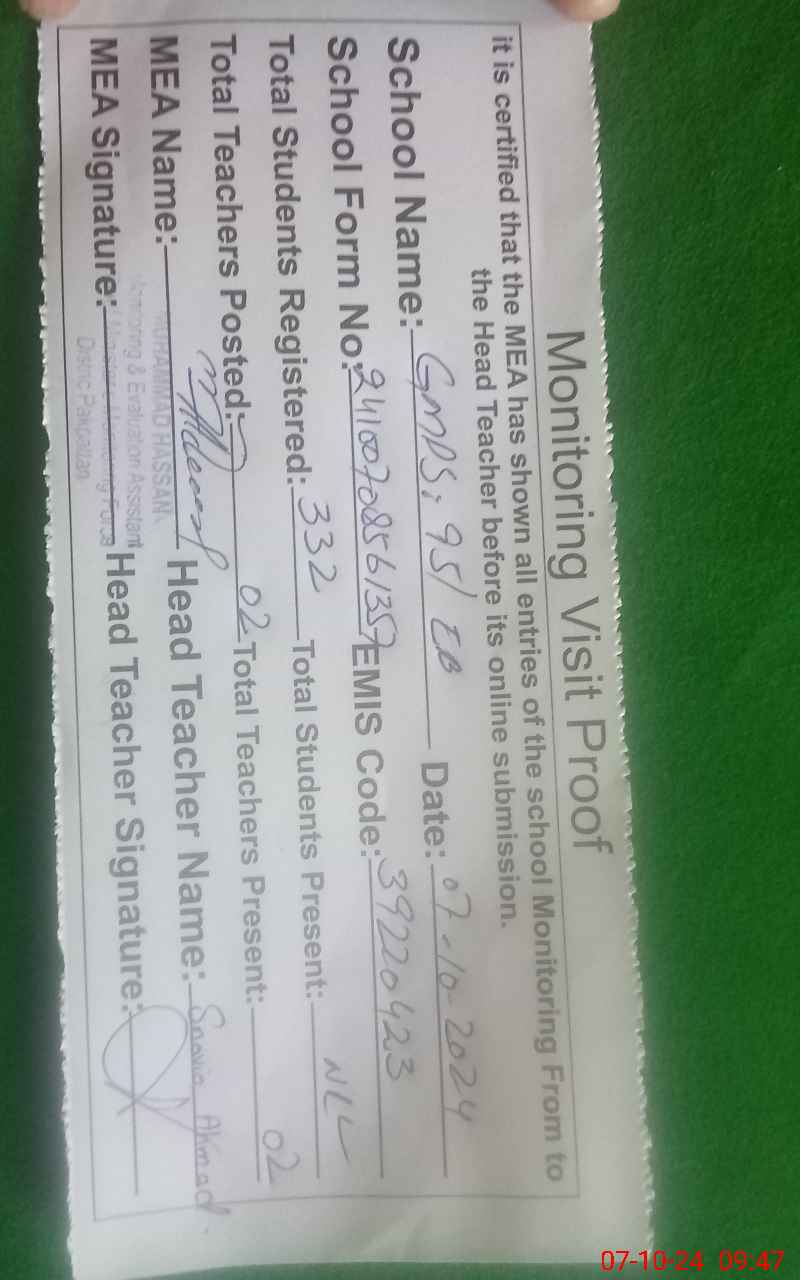 Monitoring Visit Proof
it is certified that the MEA has shown all entries of the school Monitoring From to
the Head Teacher before its online submission.
School Name: GMPS, 95/EB Date: 07-10-2024
School Form No: EMIS Code: 39220423
Total Students Registered: 332 Total Students Present: NLL
Total Teachers Posted: 02 Total Teachers Present: 02
MEA Name: Head Teacher Name: Ahmad
MUHAMMAD HASSAN
Monitoring & Evaluation Assistant
Monitoring Force
District Pakpattan
MEA Signature: Head Teacher Signature:
07-10-24 09:47